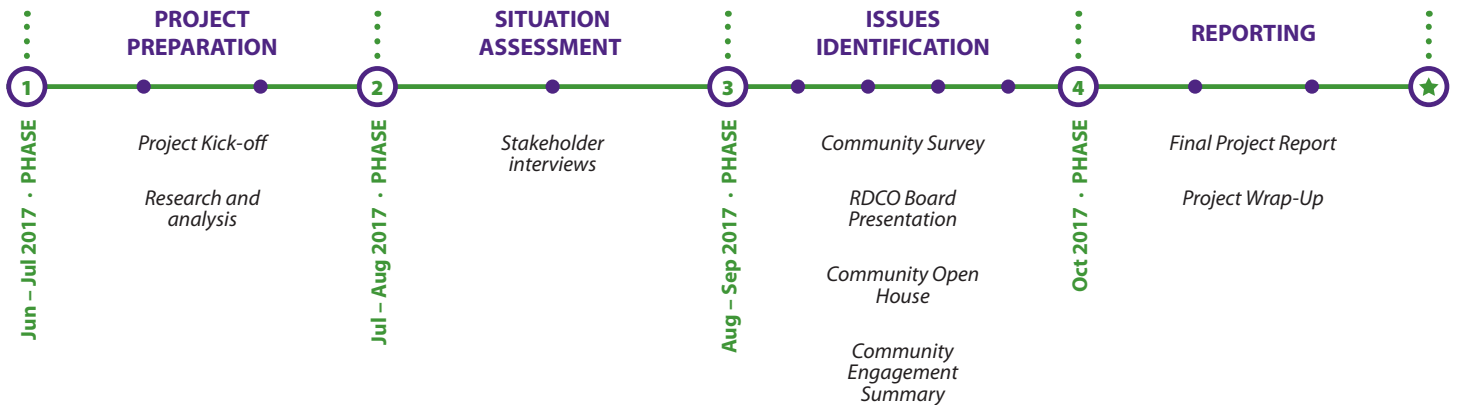 PROJECT
PREPARATION
SITUATION
ASSESSMENT
ISSUES
IDENTIFICATION
REPORTING
1
2
3
4
Jun – Jul 2017 · PHASE
Project Kick-off
Research and
analysis
Jul – Aug 2017 · PHASE
Stakeholder
interviews
Aug – Sep 2017 · PHASE
Community Survey
RDCO Board
Presentation
Community Open
House
Community
Engagement
Summary
Oct 2017 · PHASE
Final Project Report
Project Wrap-Up